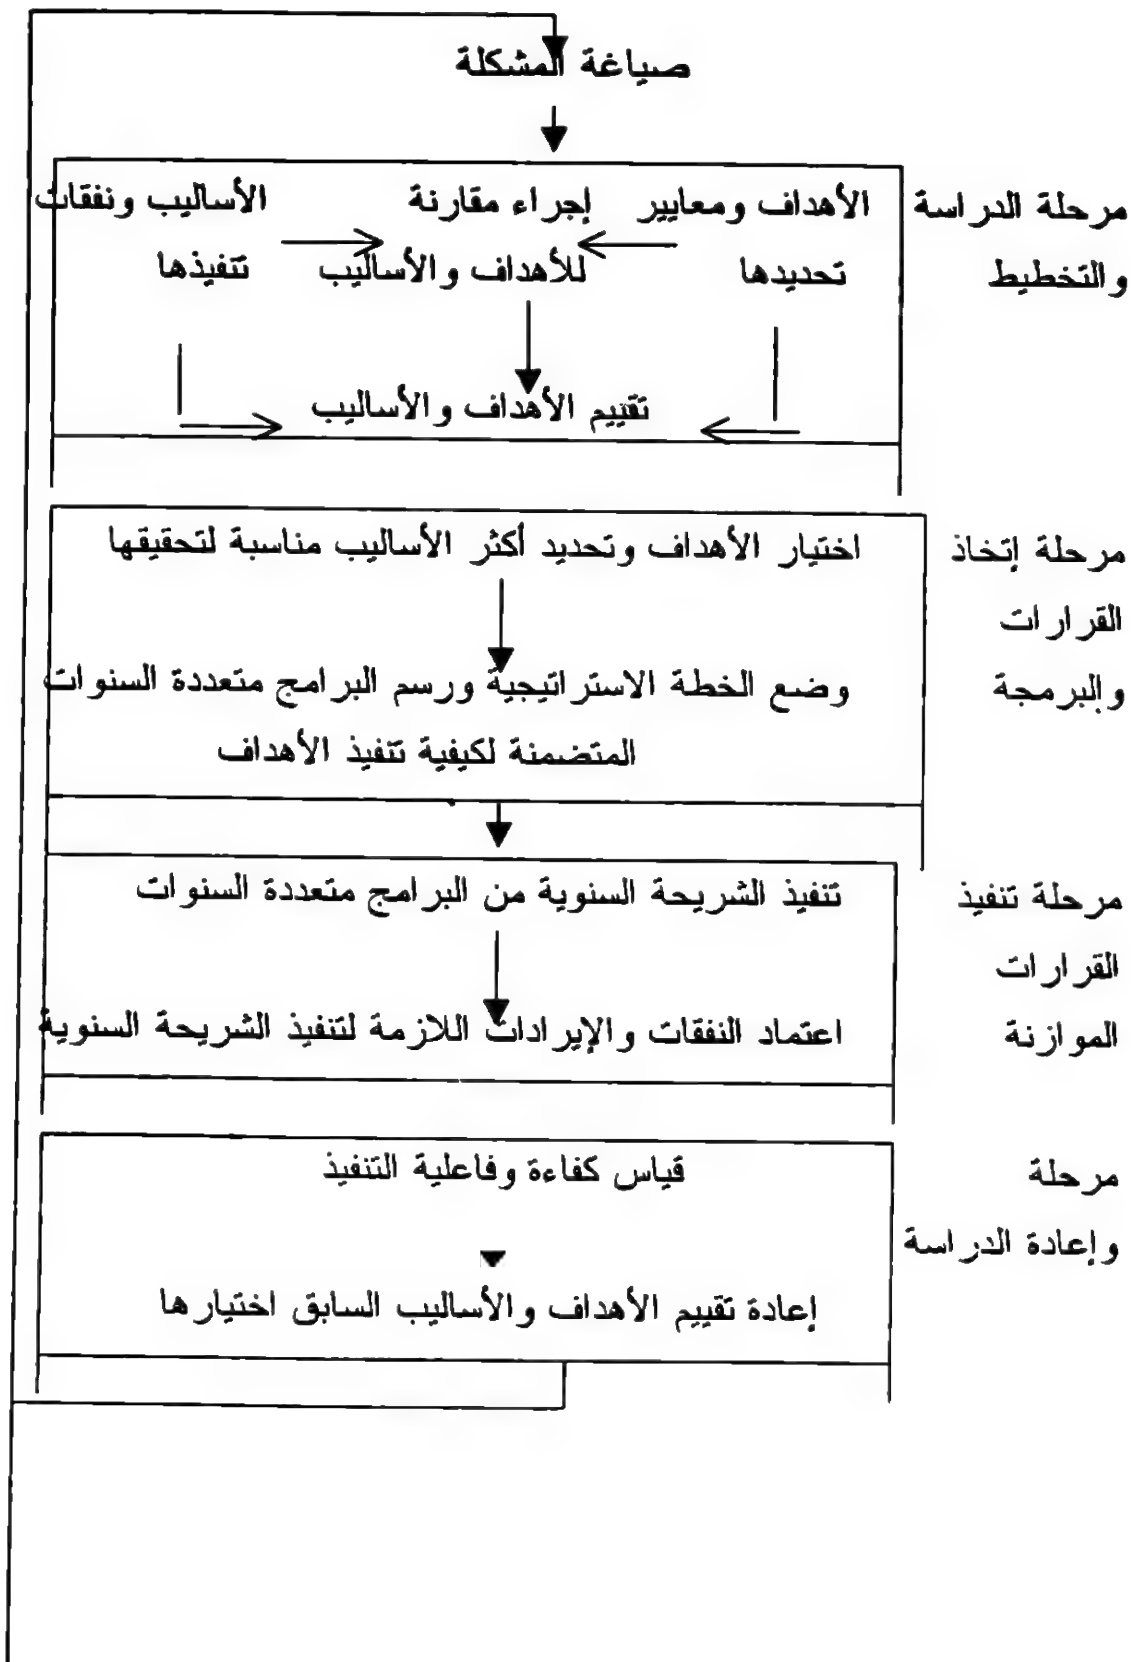 صياغة المشكلة
مرحلة الدراسة
والتخطيط
الأهداف ومعايير
تحديدها
إجراء مقارنة
للأهداف والأساليب
الأساليب ونفقات
تنفيذها
تقييم الأهداف والأساليب
مرحلة إتخاذ
القرارات
والبرمجة
اختيار الأهداف وتحديد أكثر الأساليب مناسبة لتحقيقها
وضع الخطة الاستراتيجية ورسم البرامج متعددة السنوات
المتضمنة لكيفية تنفيذ الأهداف
مرحلة تنفيذ
القرارات
الموازنة
تنفيذ الشريحة السنوية من البرامج متعددة السنوات
اعتماد النفقات والإيرادات اللازمة لتنفيذ الشريحة السنوية
مرحلة
وإعادة الدراسة
قياس كفاءة وفاعلية التنفيذ
إعادة تقييم الأهداف والأساليب السابق اختيارها